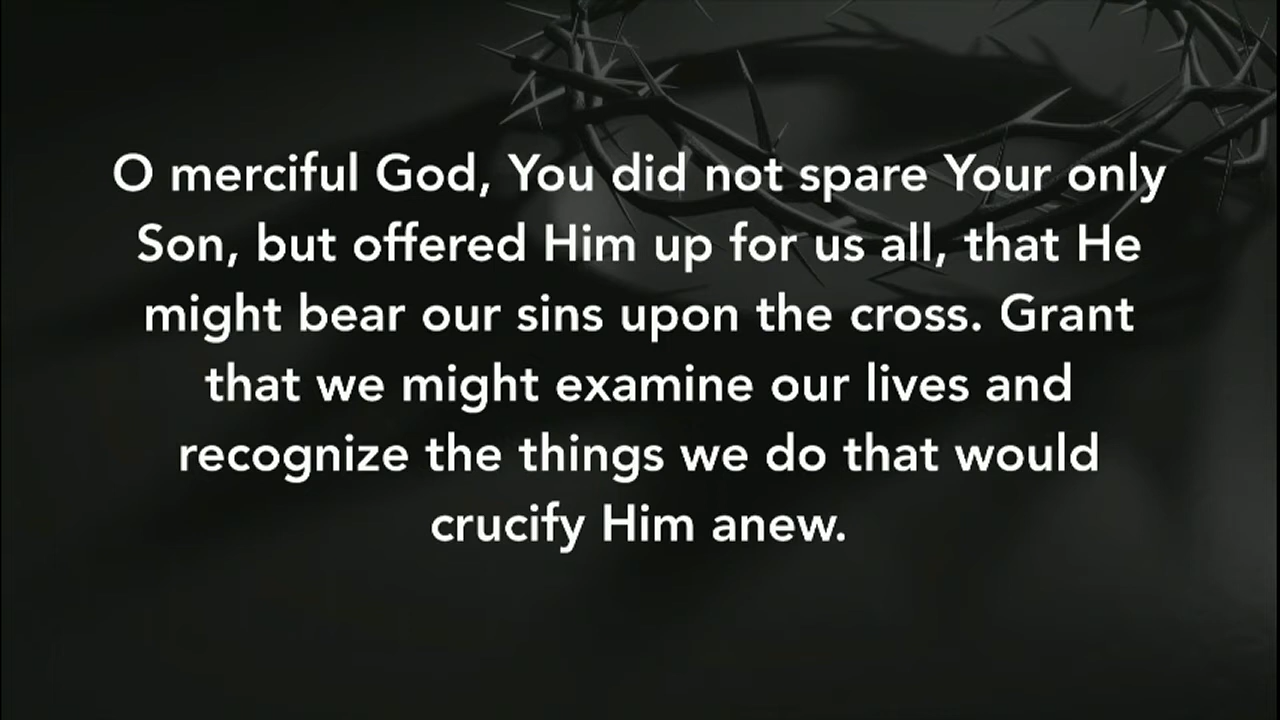 O merciful God, You did not spare Your only
Son, but offered Him up for us all, that He
might bear our sins upon the cross. Grant
that we might examine our lives and
recognize the things we do that would
crucify Him anew.